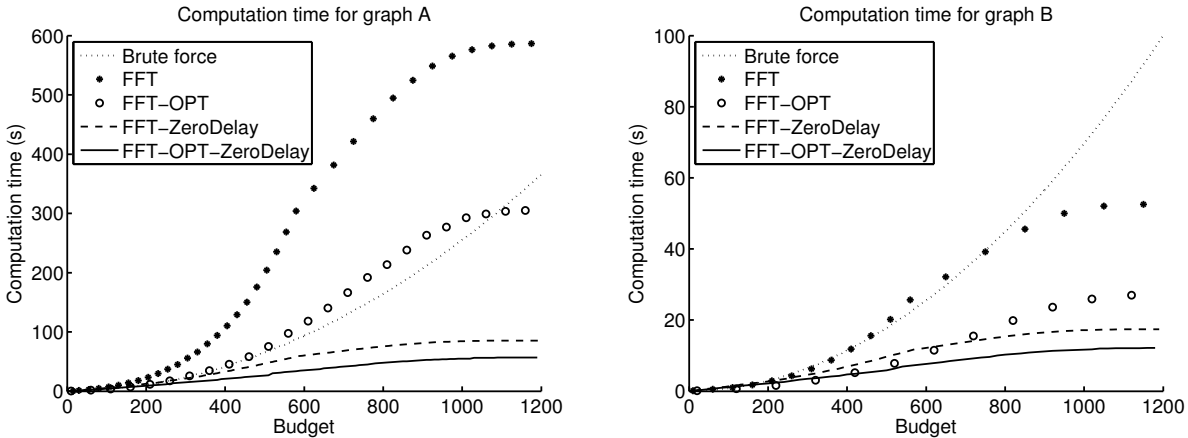 Computation time for graph A
600
500
400
300
200
100
0
Computation time (s)
Brute force
FFT
FFT−OPT
FFT−ZeroDelay
FFT−OPT−ZeroDelay
0 200 400 600 800 1000 1200
Budget
Computation time for graph B
100
80
60
40
20
0
Computation time (s)
Brute force
FFT
FFT−OPT
FFT−ZeroDelay
FFT−OPT−ZeroDelay
0 200 400 600 800 1000 1200
Budget